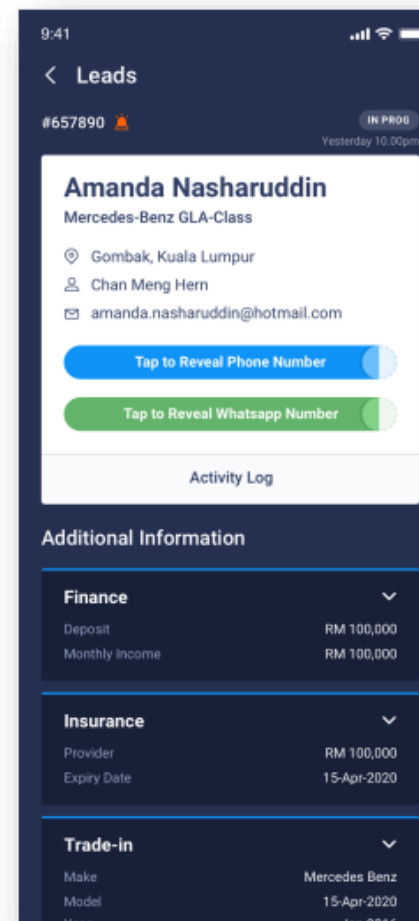 9:41
Leads
#657890 IN PROG
Yesterday 10.00pm
Amanda Nasharuddin
Mercedes-Benz GLA-Class
Gombak, Kuala Lumpur
Chan Meng Hern
amanda.nasharuddin@hotmail.com
Tap to Reveal Phone Number
Tap to Reveal Whatsapp Number
Activity Log
Additional Information
Finance
Deposit RM 100,000
Monthly Income RM 100,000
Insurance
Provider RM 100,000
Expiry Date 15-Apr-2020
Trade-in
Make Mercedes Benz
Model 15-Apr-2020